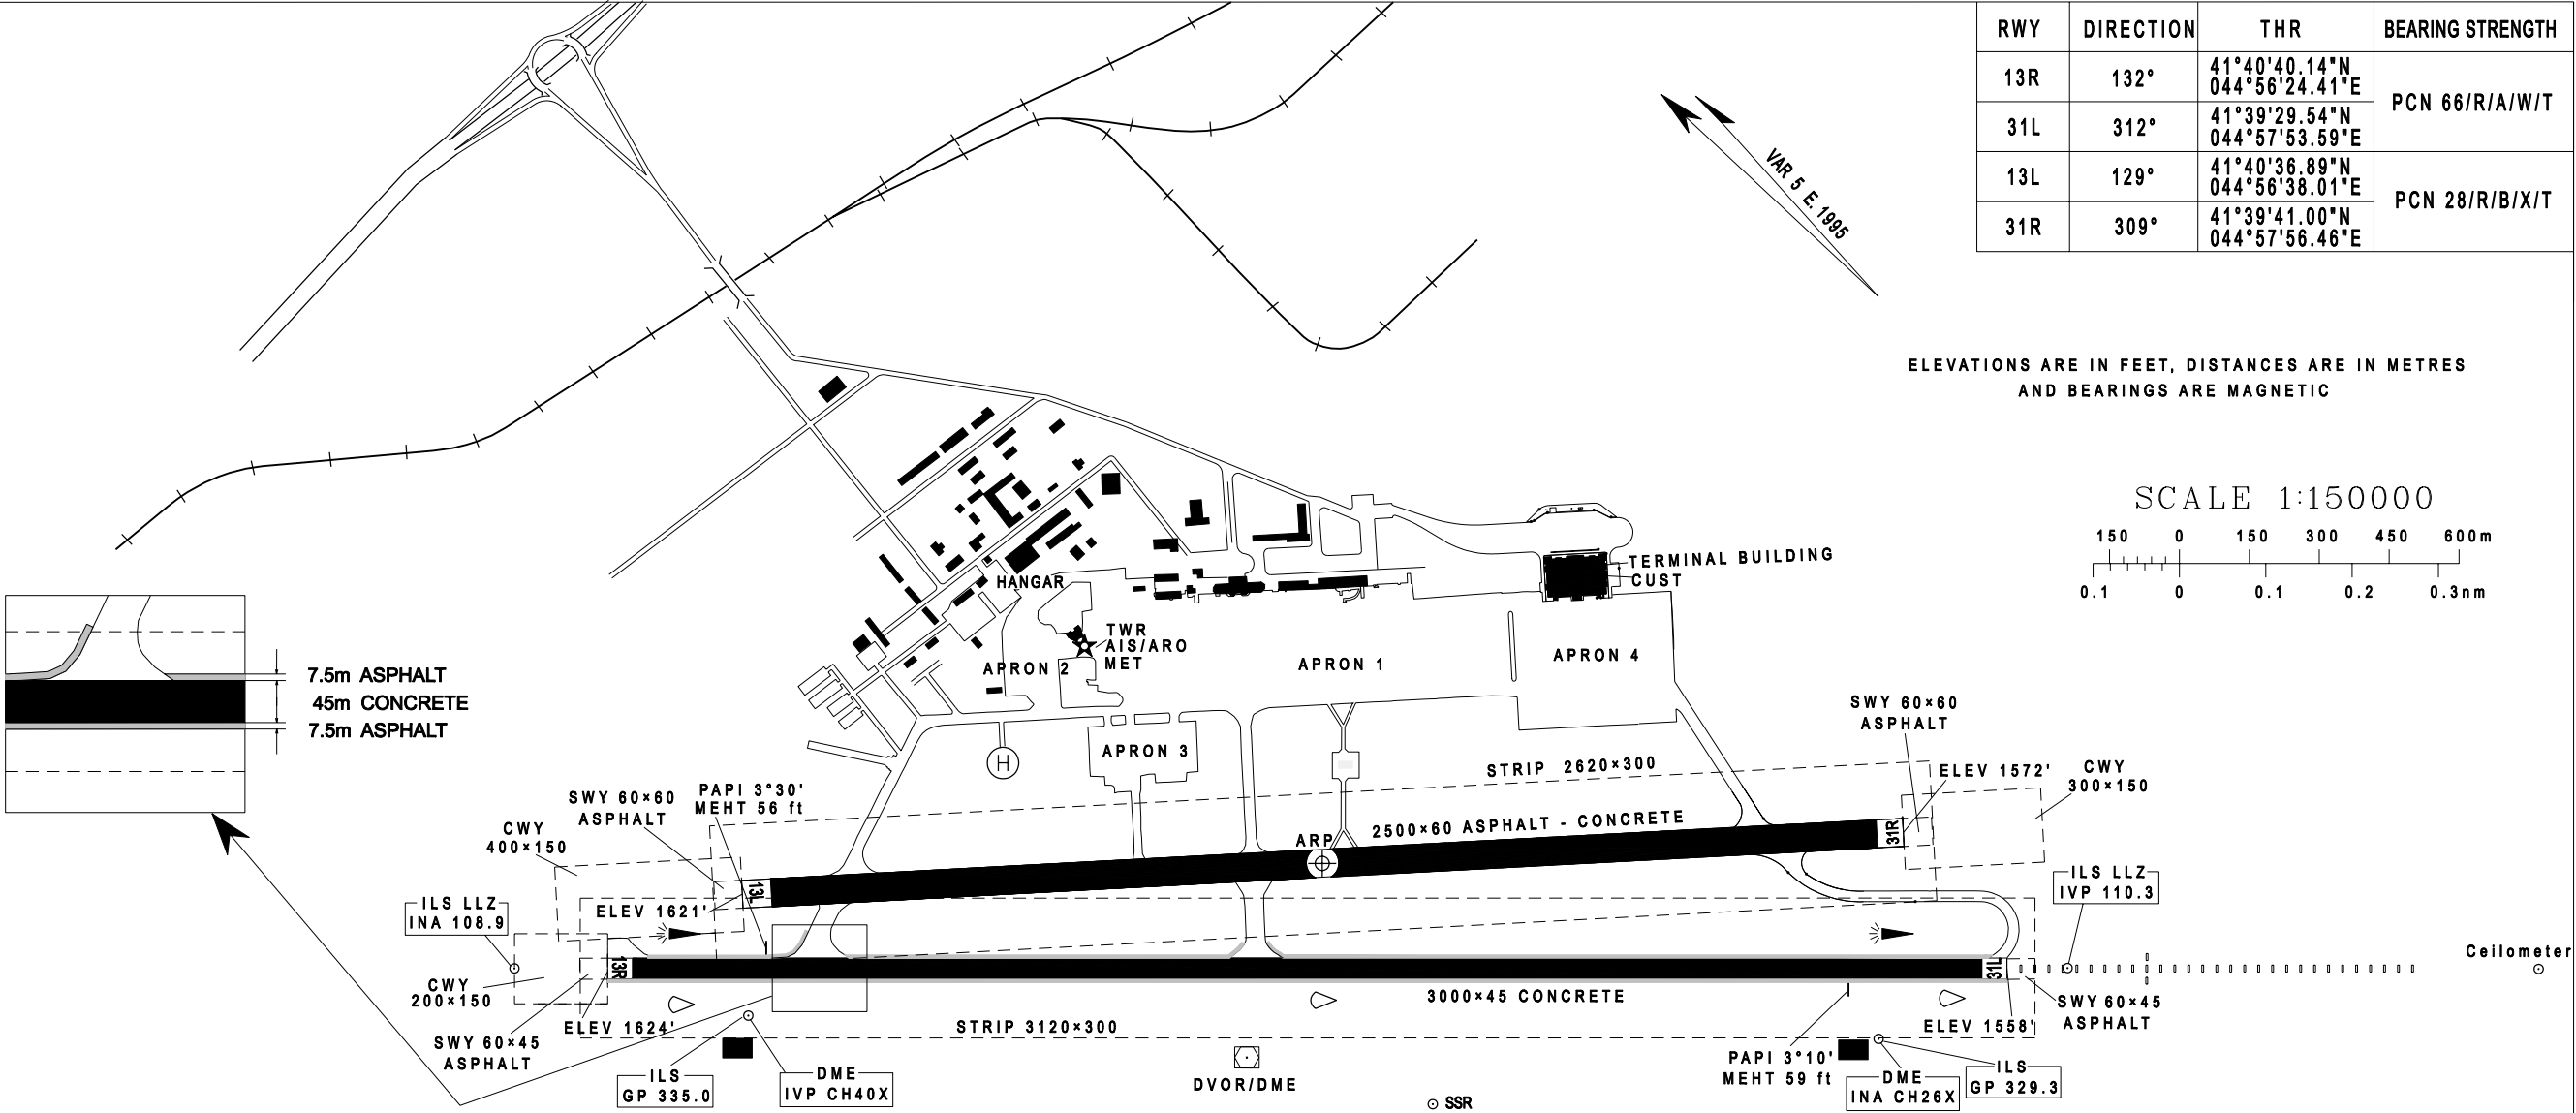 RWY DIRECTION THR BEARING STRENGTH
13R 132° 41°40'40.14"N 044°56'24.41"E PCN 66/R/A/W/T
31L 312° 41°39'29.54"N 044°57'53.59"E
13L 129° 41°40'36.89"N 044°56'38.01"E PCN 28/R/B/X/T
31R 309° 41°39'41.00"N 044°57'56.46"E
VAR 5 E. 1995
ELEVATIONS ARE IN FEET, DISTANCES ARE IN METRES
AND BEARINGS ARE MAGNETIC
SCALE 1:150000
150 0 150 300 450 600m
0.1 0 0.1 0.2 0.3nm
TERMINAL BUILDING
CUST
HANGAR
TWR
AIS/ARO
MET
APRON 2
APRON 1
APRON 4
APRON 3
H
7.5m ASPHALT
45m CONCRETE
7.5m ASPHALT
SWY 60×60
ASPHALT
PAPI 3°30'
MEHT 56 ft
CWY
400×150
SWY 60×60
ASPHALT
STRIP 2620×300
ELEV 1572'
CWY
300×150
ARP
2500×60 ASPHALT - CONCRETE
13L
31R
ILS LLZ
INA 108.9
ELEV 1621'
ILS LLZ
IVP 110.3
13R
31L
Ceilometer
CWY
200×150
3000×45 CONCRETE
SWY 60×45
ASPHALT
ELEV 1624'
STRIP 3120×300
ELEV 1558'
SWY 60×45
ASPHALT
ILS
GP 335.0
DME
IVP CH40X
DVOR/DME
PAPI 3°10'
MEHT 59 ft
DME
INA CH26X
ILS
GP 329.3
SSR